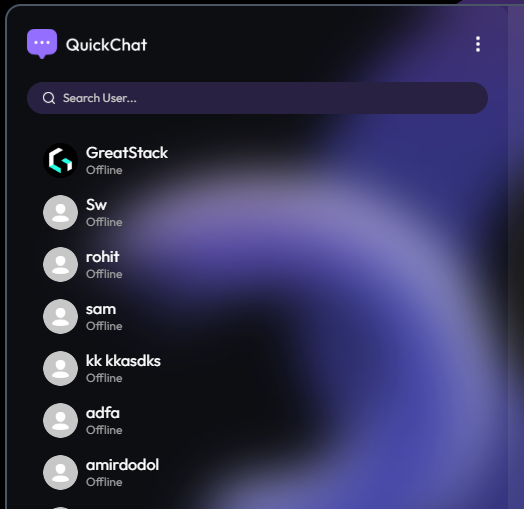 QuickChat
Search User...
GreatStack
Offline
Sw
Offline
rohit
Offline
sam
Offline
kk kkasdks
Offline
adfa
Offline
amirdodol
Offline